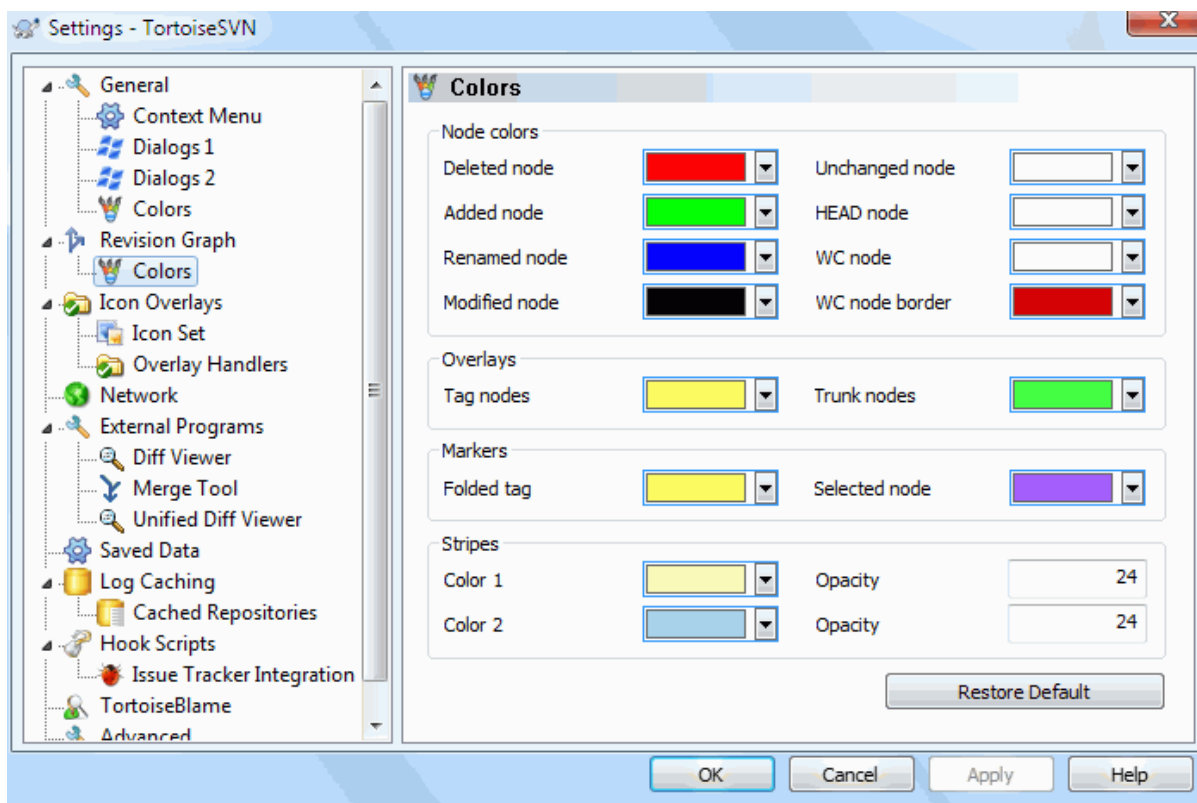 Settings - TortoiseSVN
General
Context Menu
Dialogs 1
Dialogs 2
Colors
Revision Graph
Colors
Icon Overlays
Icon Set
Overlay Handlers
Network
External Programs
Diff Viewer
Merge Tool
Unified Diff Viewer
Saved Data
Log Caching
Cached Repositories
Hook Scripts
Issue Tracker Integration
TortoiseBlame
Advanced
Colors
Node colors
Deleted node
Unchanged node
Added node
HEAD node
Renamed node
WC node
Modified node
WC node border
Overlays
Tag nodes
Trunk nodes
Markers
Folded tag
Selected node
Stripes
Color 1
Opacity 24
Color 2
Opacity 24
Restore Default
OK
Cancel
Apply
Help